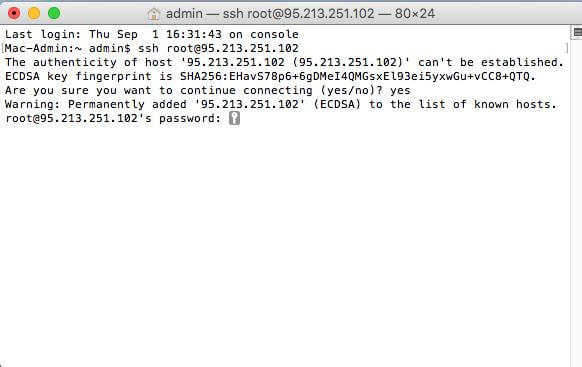 admin — ssh root@95.213.251.102 — 80×24
Last login: Thu Sep  1 16:31:43 on console
[Mac-Admin:~ admin$ ssh root@95.213.251.102 ]
The authenticity of host '95.213.251.102 (95.213.251.102)' can't be established.
ECDSA key fingerprint is SHA256:EHavS78p6+6gDMeI4QMGsxEl93ei5yxwGu+vCC8+QTQ.
Are you sure you want to continue connecting (yes/no)? yes
Warning: Permanently added '95.213.251.102' (ECDSA) to the list of known hosts.
root@95.213.251.102's password: